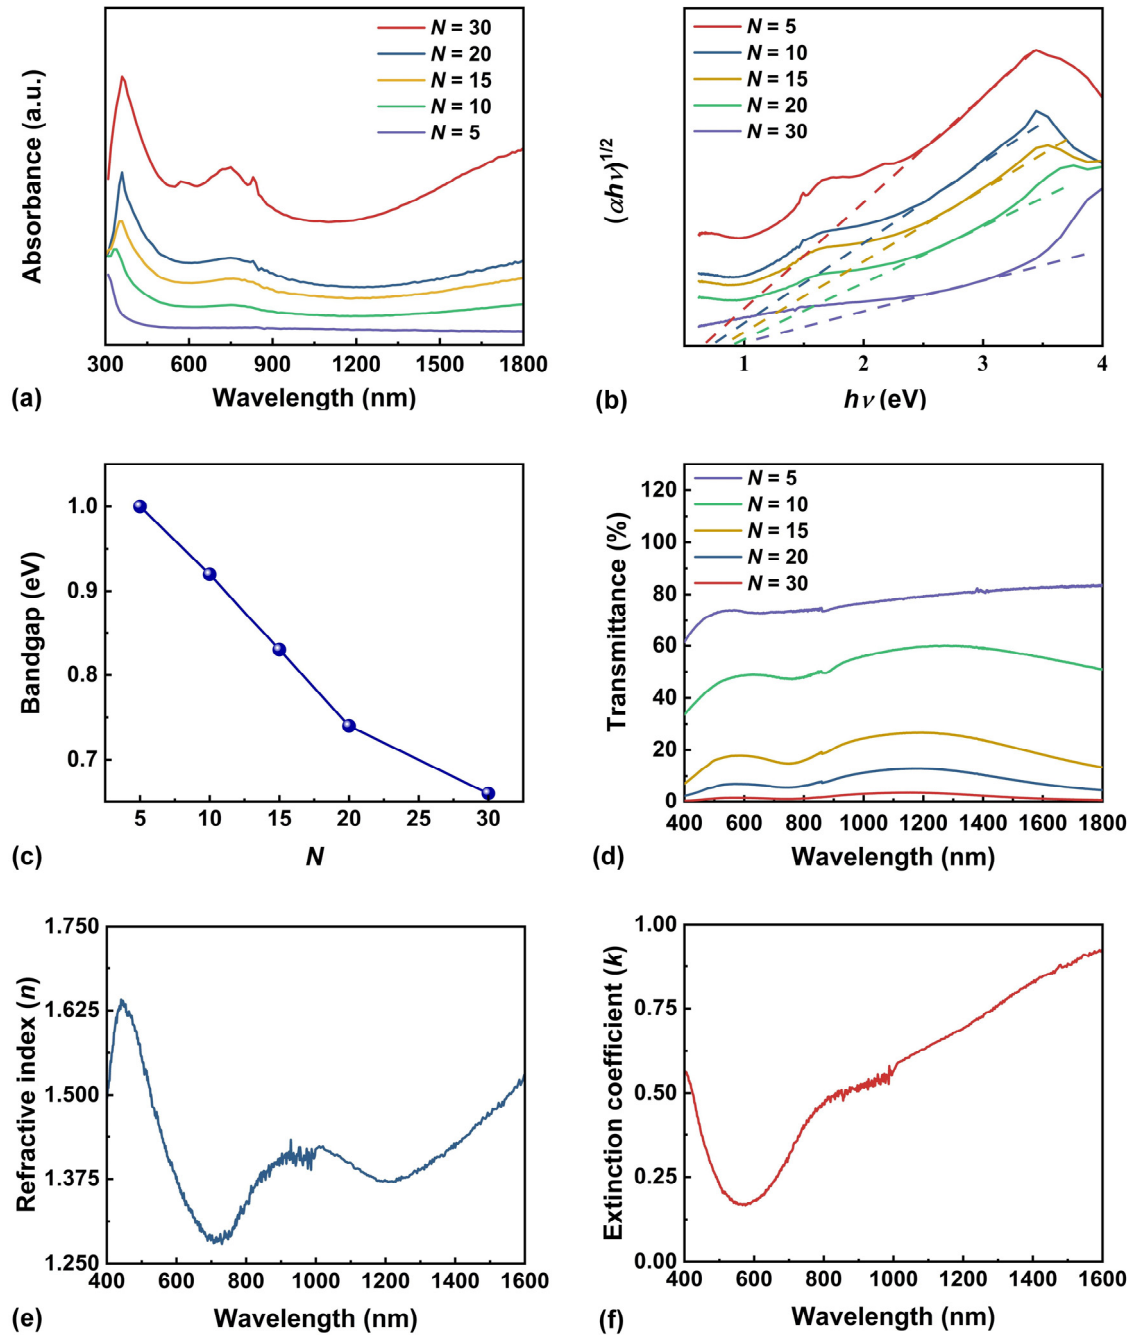 N = 30
N = 20
N = 15
N = 10
N = 5
Absorbance (a.u.)
300 600 900 1200 1500 1800
Wavelength (nm)
(a)
N = 5
N = 10
N = 15
N = 20
N = 30
(αhν)1/2
1 2 3 4
hν (eV)
(b)
1.0
0.9
0.8
0.7
Bandgap (eV)
5 10 15 20 25 30
N
(c)
N = 5
N = 10
N = 15
N = 20
N = 30
120
100
80
60
40
20
0
Transmittance (%)
400 600 800 1000 1200 1400 1600 1800
Wavelength (nm)
(d)
1.750
1.625
1.500
1.375
1.250
Refractive index (n)
400 600 800 1000 1200 1400 1600
Wavelength (nm)
(e)
1.00
0.75
0.50
0.25
0.00
Extinction coefficient (k)
400 600 800 1000 1200 1400 1600
Wavelength (nm)
(f)